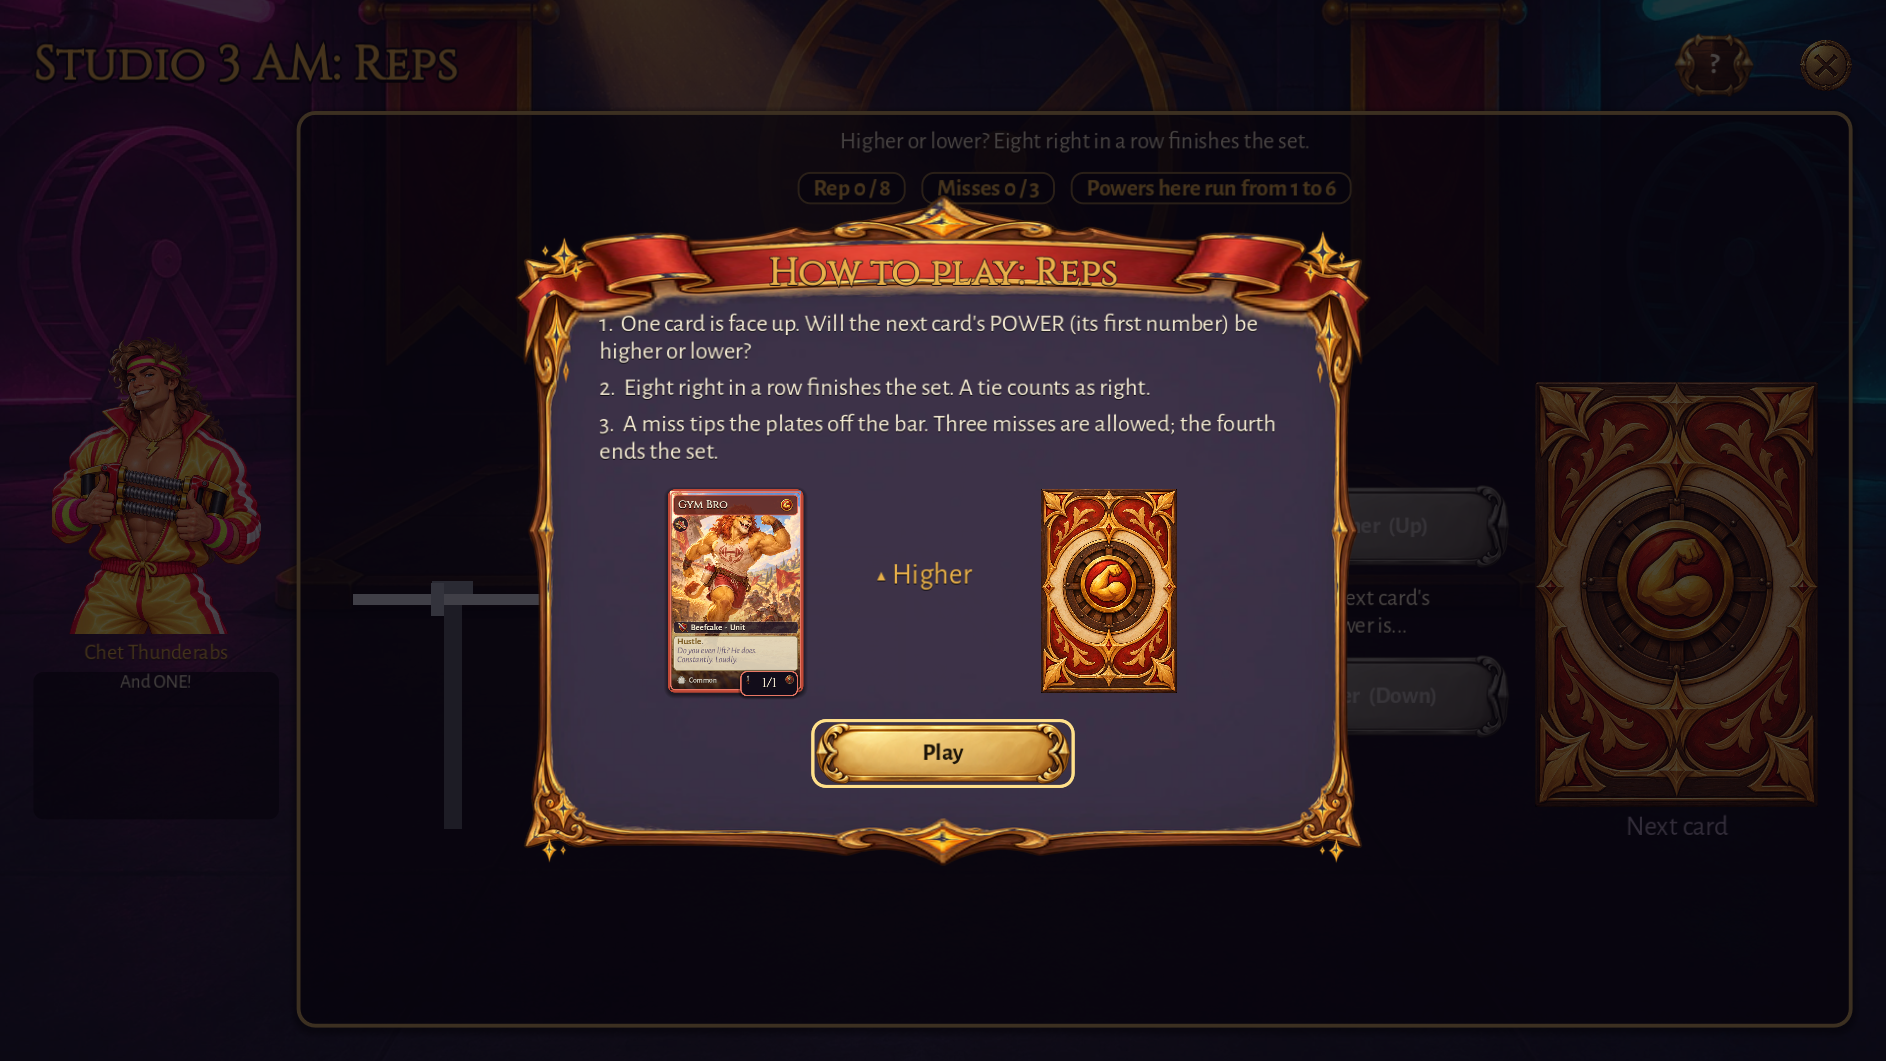 Studio 3 AM: Reps
?
Higher or lower? Eight right in a row finishes the set.
Rep 0 / 8
Misses 0 / 3
Powers here run from 1 to 6
How to play: Reps
1. One card is face up. Will the next card's POWER (its first number) be
higher or lower?
2. Eight right in a row finishes the set. A tie counts as right.
3. A miss tips the plates off the bar. Three misses are allowed; the fourth
ends the set.
Gym Bro
Beefcake - Unit
Hustle.
Do you even lift? He does.
Constantly. Loudly.
Common
1/1
▲ Higher
Play
Chet Thunderabs
And ONE!
(Up)
card's
is...
(Down)
Next card